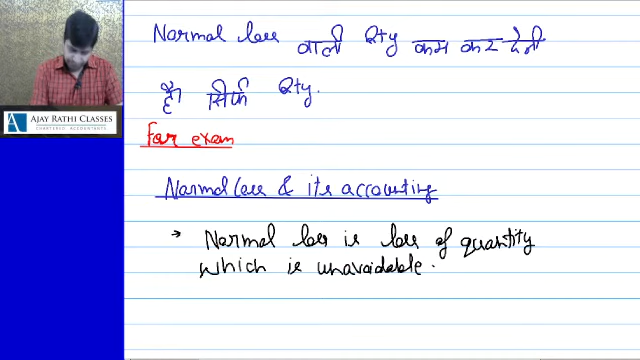 Normal loss वाली Qty कम कर देनी
है। सिर्फ Qty.
For exam
Normal loss & its accounting
→ Normal loss is loss of quantity
which is unavoidable.
AJAY RATHI CLASSES
CHARTERED ACCOUNTANTS